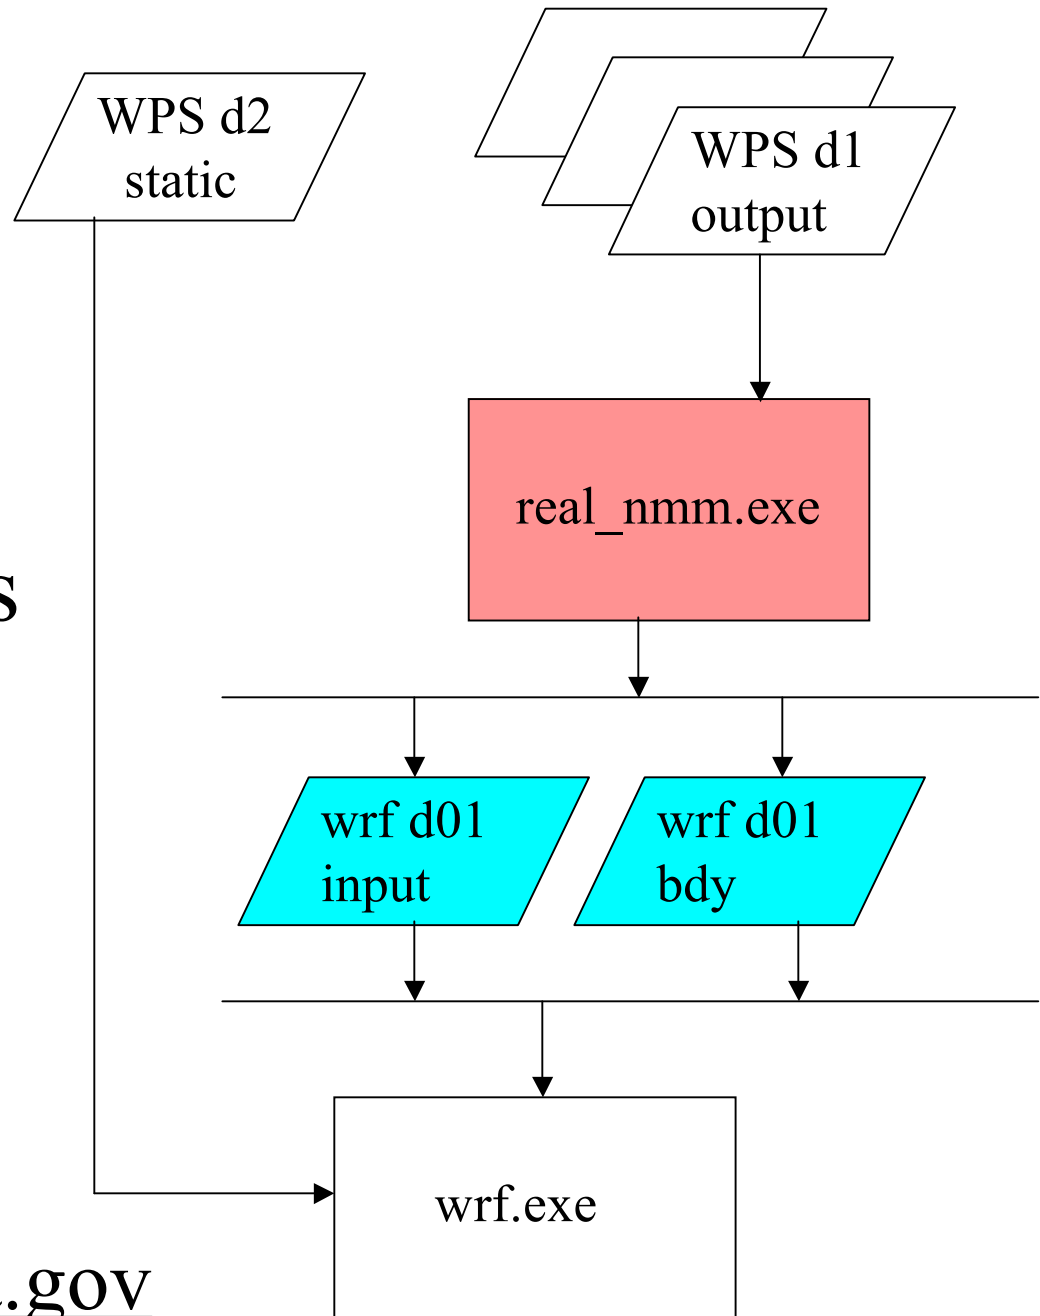 WPS d2
static
WPS d1
output
real_nmm.exe
s
wrf d01
input
wrf d01
bdy
wrf.exe
.gov